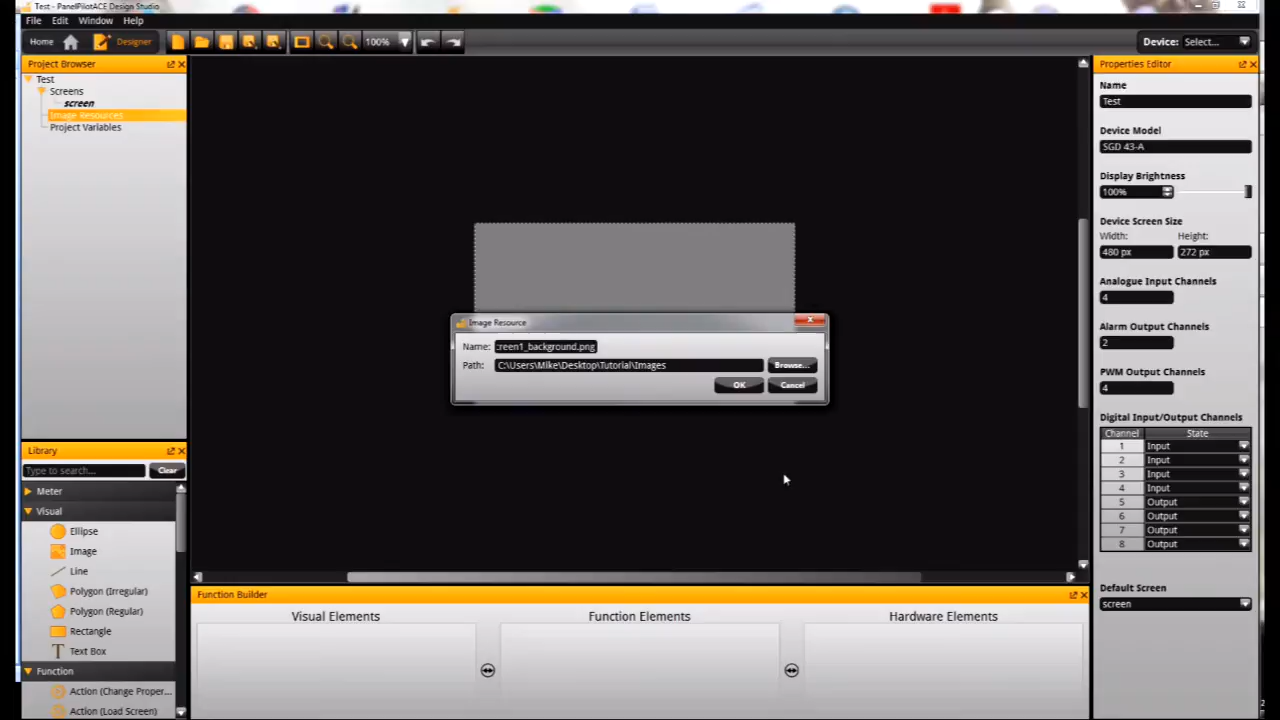 Test - PanelPilotACE Design Studio
File Edit Window Help
Home Designer 100% Device: Select...
Project Browser
Test
Screens
screen
Image Resources
Project Variables
Image Resource
Name: reen1_background.png
Path: C:\Users\Mike\Desktop\Tutorial\Images Browse...
OK Cancel
Library
Type to search... Clear
Meter
Visual
Ellipse
Image
Line
Polygon (Irregular)
Polygon (Regular)
Rectangle
Text Box
Function
Action (Change Proper...
Action (Load Screen)
Function Builder
Visual Elements Function Elements Hardware Elements
Properties Editor
Name
Test
Device Model
SGD 43-A
Display Brightness
100%
Device Screen Size
Width: Height:
480 px 272 px
Analogue Input Channels
4
Alarm Output Channels
2
PWM Output Channels
4
Digital Input/Output Channels
Channel State
1 Input
2 Input
3 Input
4 Input
5 Output
6 Output
7 Output
8 Output
Default Screen
screen